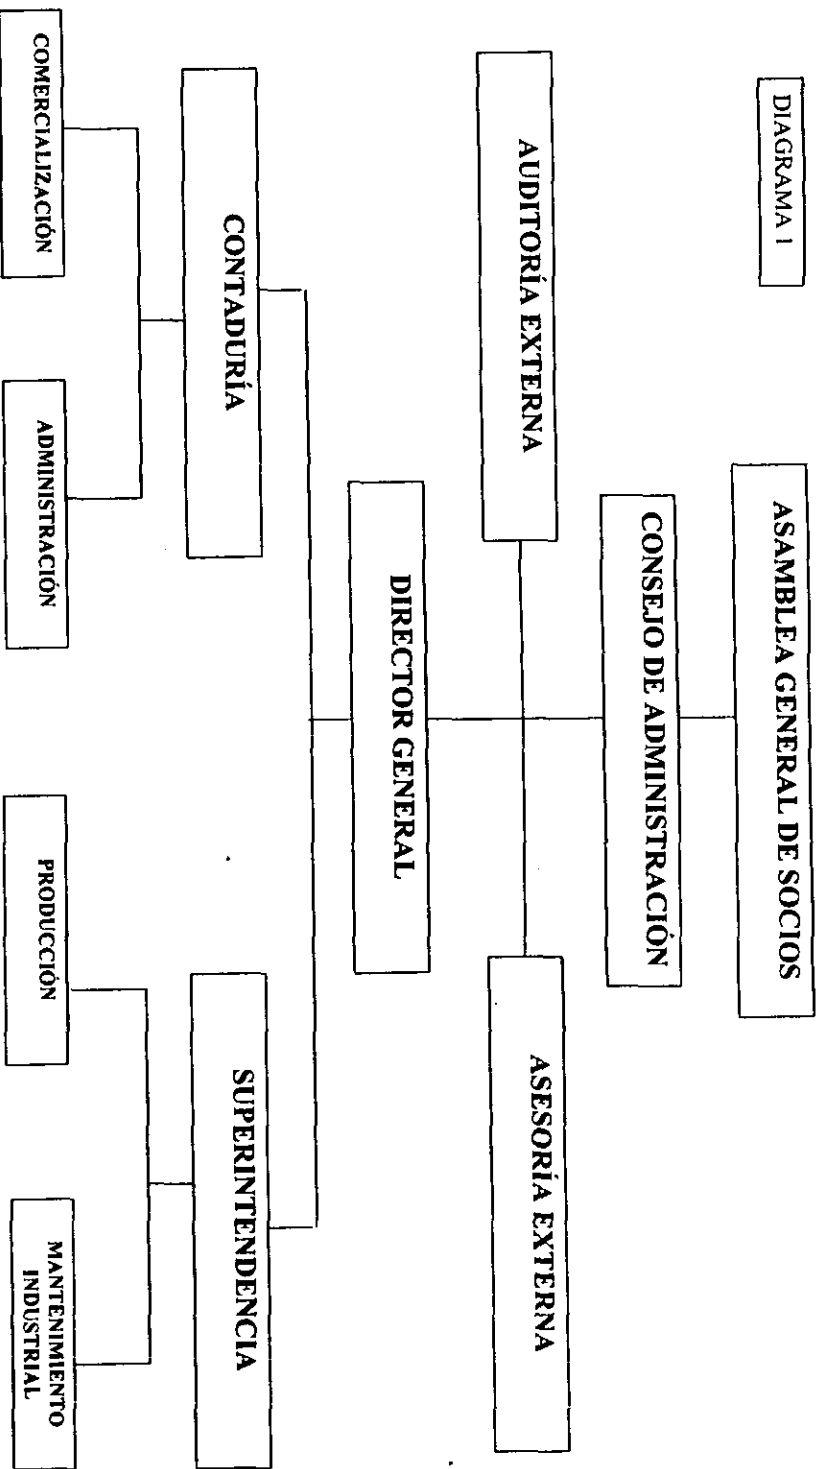 DIAGRAMA 1
ASAMBLEA GENERAL DE SOCIOS
CONSEJO DE ADMINISTRACIÓN
AUDITORÍA EXTERNA
ASESORÍA EXTERNA
DIRECTOR GENERAL
CONTADURÍA
SUPERINTENDENCIA
COMERCIALIZACIÓN
ADMINISTRACIÓN
PRODUCCIÓN
MANTENIMIENTO
INDUSTRIAL